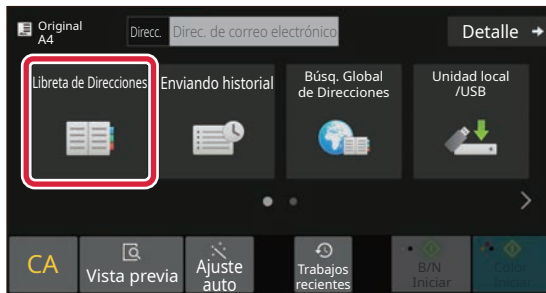 Original
A4
Direcc.
Direc. de correo electrónico
Detalle
Libreta de Direcciones
Enviando historial
Búsq. Global
de Direcciones
Unidad local
/USB
CA
Vista previa
Ajuste
auto
Trabajos
recientes
B/N
Iniciar
Color
Iniciar